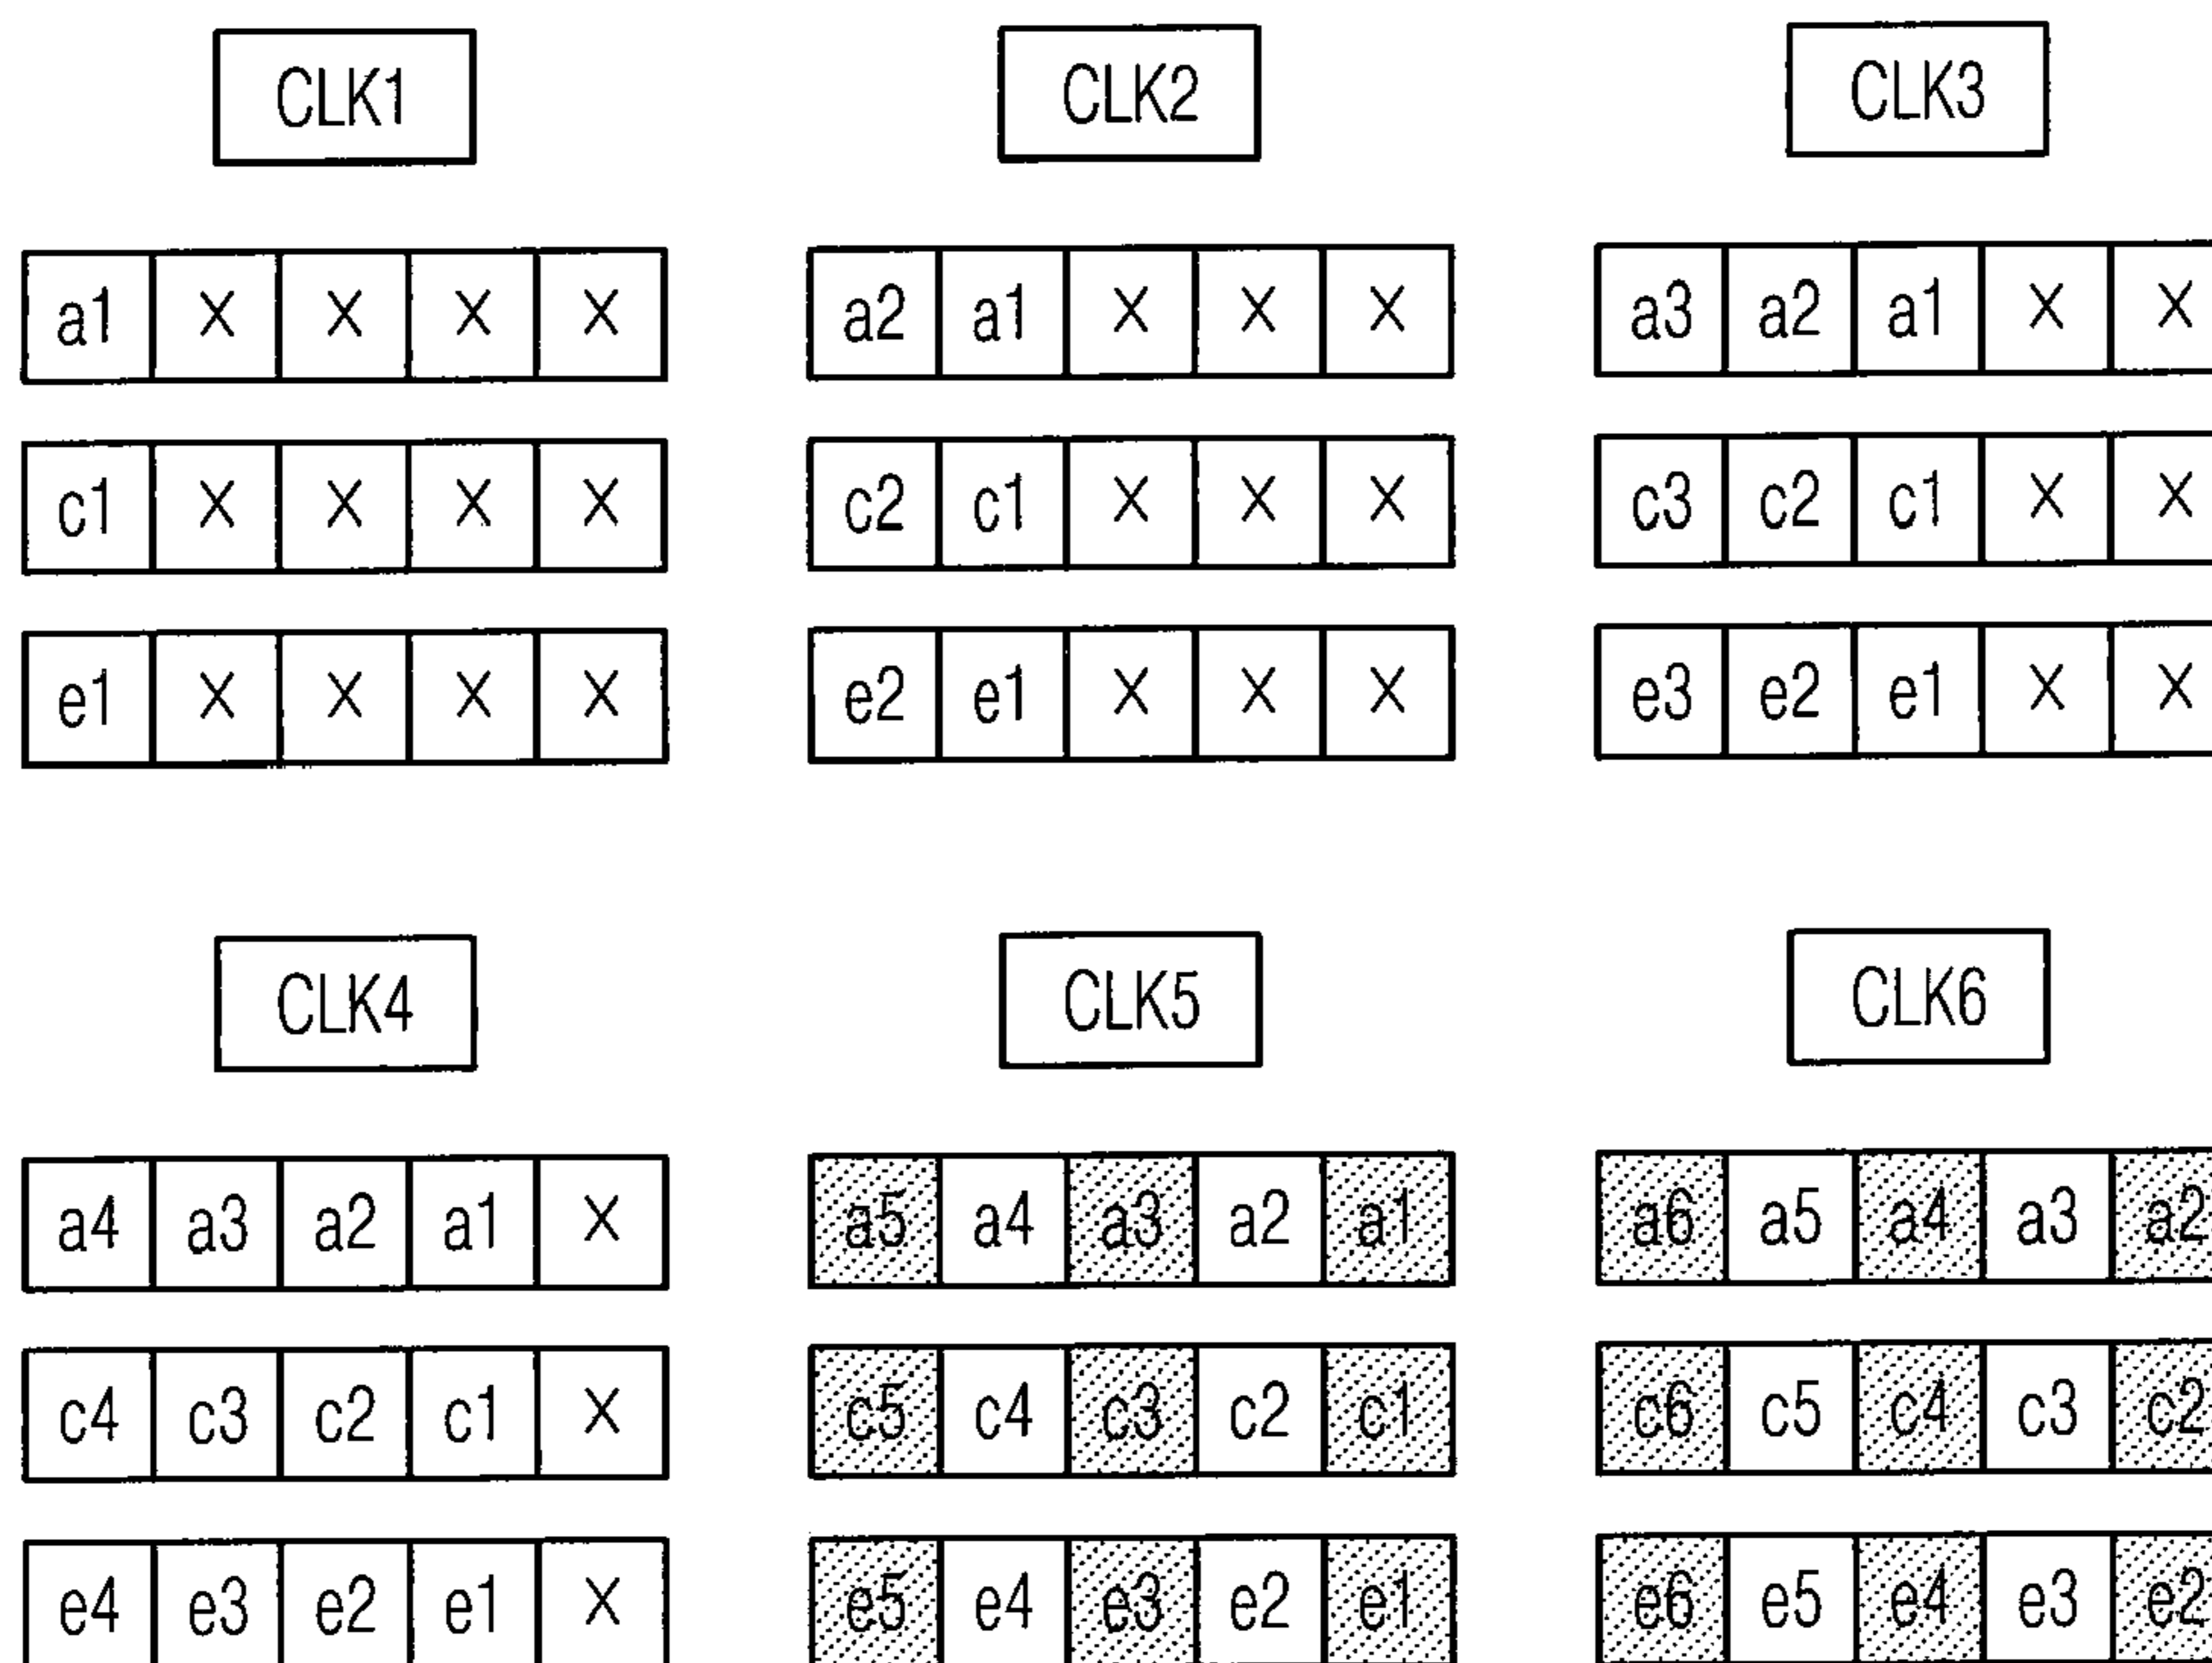 CLK1 CLK2 CLK3
a1 X X X X a2 a1 X X X a3 a2 a1 X X
c1 X X X X c2 c1 X X X c3 c2 c1 X X
e1 X X X X e2 e1 X X X e3 e2 e1 X X
CLK4 CLK5 CLK6
a4 a3 a2 a1 X a5 a4 a3 a2 a1 a6 a5 a4 a3 a2
c4 c3 c2 c1 X c5 c4 c3 c2 c1 c6 c5 c4 c3 c2
e4 e3 e2 e1 X e5 e4 e3 e2 e1 e6 e5 e4 e3 e2